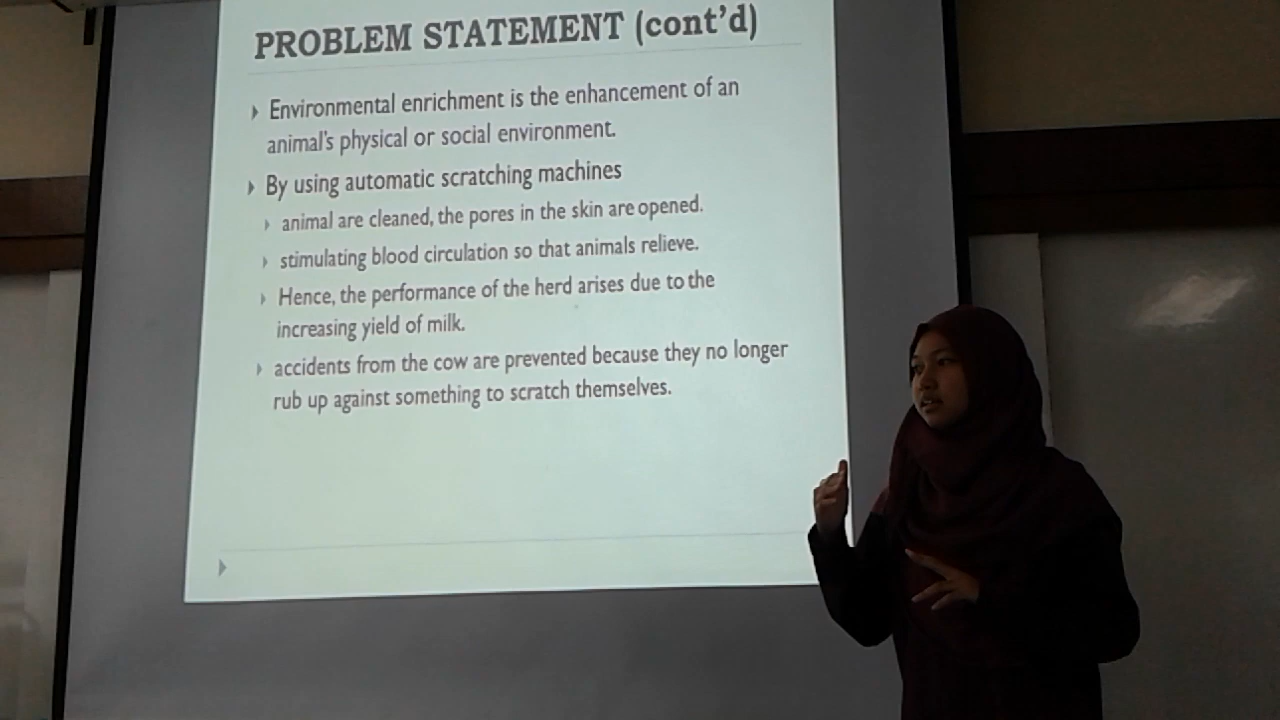 PROBLEM STATEMENT (cont'd)
Environmental enrichment is the enhancement of an
animal's physical or social environment.
By using automatic scratching machines
animal are cleaned, the pores in the skin are opened.
stimulating blood circulation so that animals relieve.
Hence, the performance of the herd arises due to the
increasing yield of milk.
accidents from the cow are prevented because they no longer
rub up against something to scratch themselves.